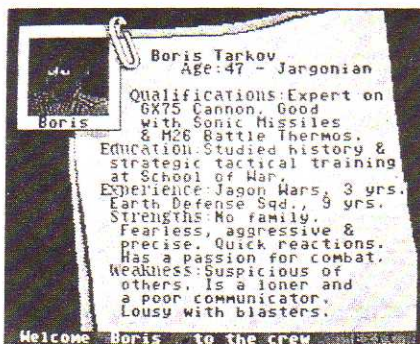 Boris
Boris Tarkov
Age:47 - Jargonian
Qualifications:Expert on
GX75 Cannon, Good
with Sonic Missiles
& M26 Battle Thermos.
Education:Studied history &
strategic tactical training
at School of War.
Experience:Jagon Wars, 3 yrs.
Earth Defense Sqd., 9 yrs.
Strengths:No family.
Fearless, aggressive &
precise. Quick reactions.
Has a passion for combat.
Weakness:Suspicious of
others. Is a loner and
a poor communicator.
Lousy with blasters.
Welcome Boris to the crew